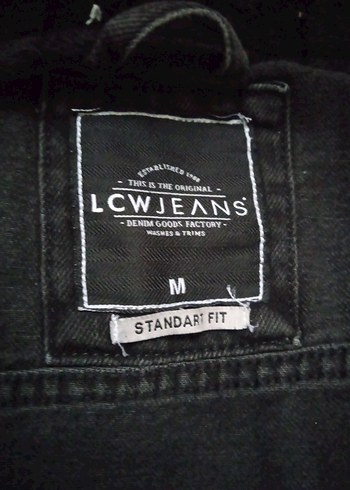 ESTABLISHED 1988
- THIS IS THE ORIGINAL -
LCWJEANS
- DENIM GOODS FACTORY -
WASHES & TRIMS
M
STANDART FIT